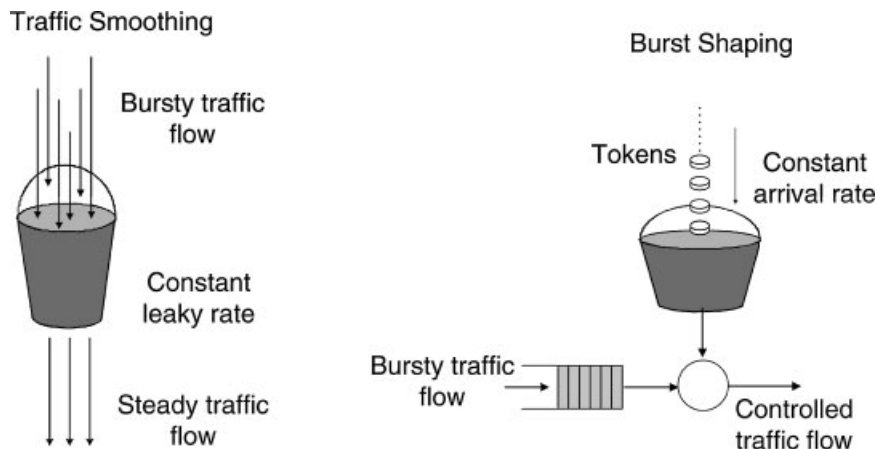 Traffic Smoothing
Bursty traffic
flow
Constant
leaky rate
Steady traffic
flow
Burst Shaping
Tokens
Constant
arrival rate
Bursty traffic
flow
Controlled
traffic flow